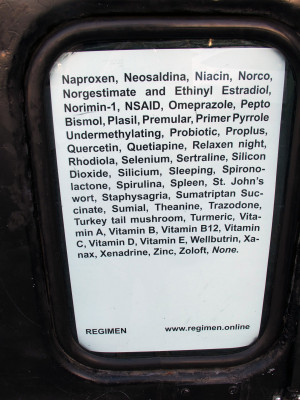 Naproxen, Neosaldina, Niacin, Norco,
Norgestimate and Ethinyl Estradiol,
Norimin-1, NSAID, Omeprazole, Pepto
Bismol, Plasil, Premular, Primer Pyrrole
Undermethylating, Probiotic, Proplus,
Quercetin, Quetiapine, Relaxen night,
Rhodiola, Selenium, Sertraline, Silicon
Dioxide, Silicium, Sleeping, Spirono-
lactone, Spirulina, Spleen, St. John's
wort, Staphysagria, Sumatriptan Suc-
cinate, Sumial, Theanine, Trazodone,
Turkey tail mushroom, Turmeric, Vita-
min A, Vitamin B, Vitamin B12, Vitamin
C, Vitamin D, Vitamin E, Wellbutrin, Xa-
nax, Xenadrine, Zinc, Zoloft, None.
REGIMEN www.regimen.online